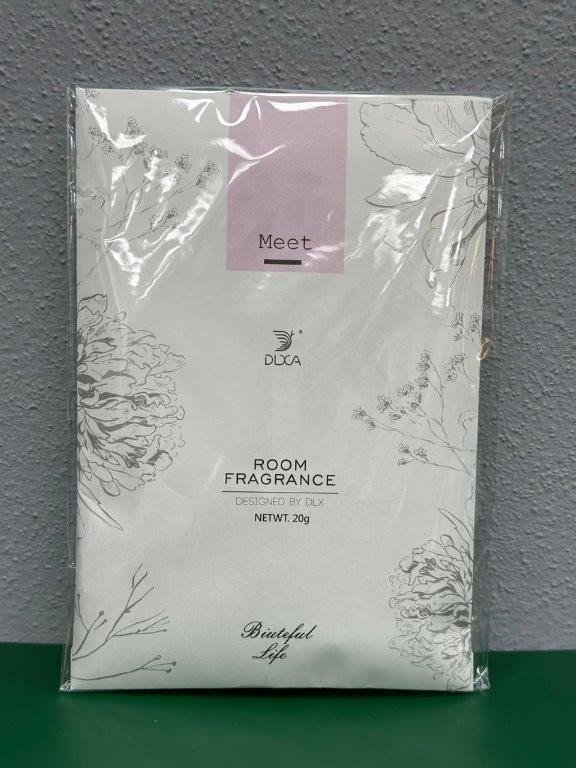 Meet
DLXA
ROOM
FRAGRANCE
DESIGNED BY DLX
NETWT. 20g
Biuteful
Life